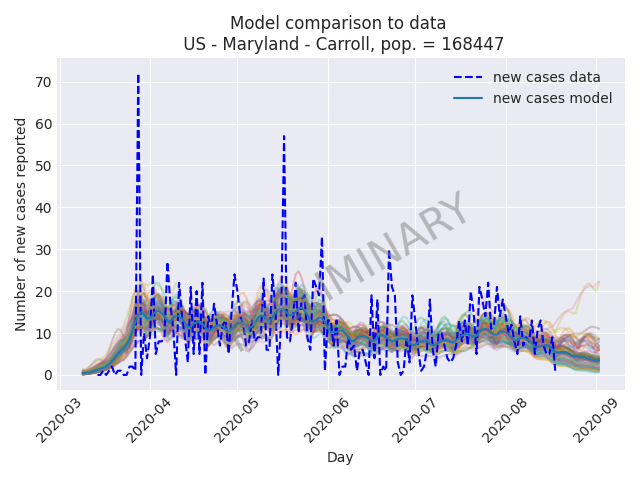 Model comparison to data
US - Maryland - Carroll, pop. = 168447
new cases data
new cases model
Number of new cases reported
70
60
50
40
30
20
10
0
2020-03
2020-04
2020-05
2020-06
2020-07
2020-08
2020-09
Day